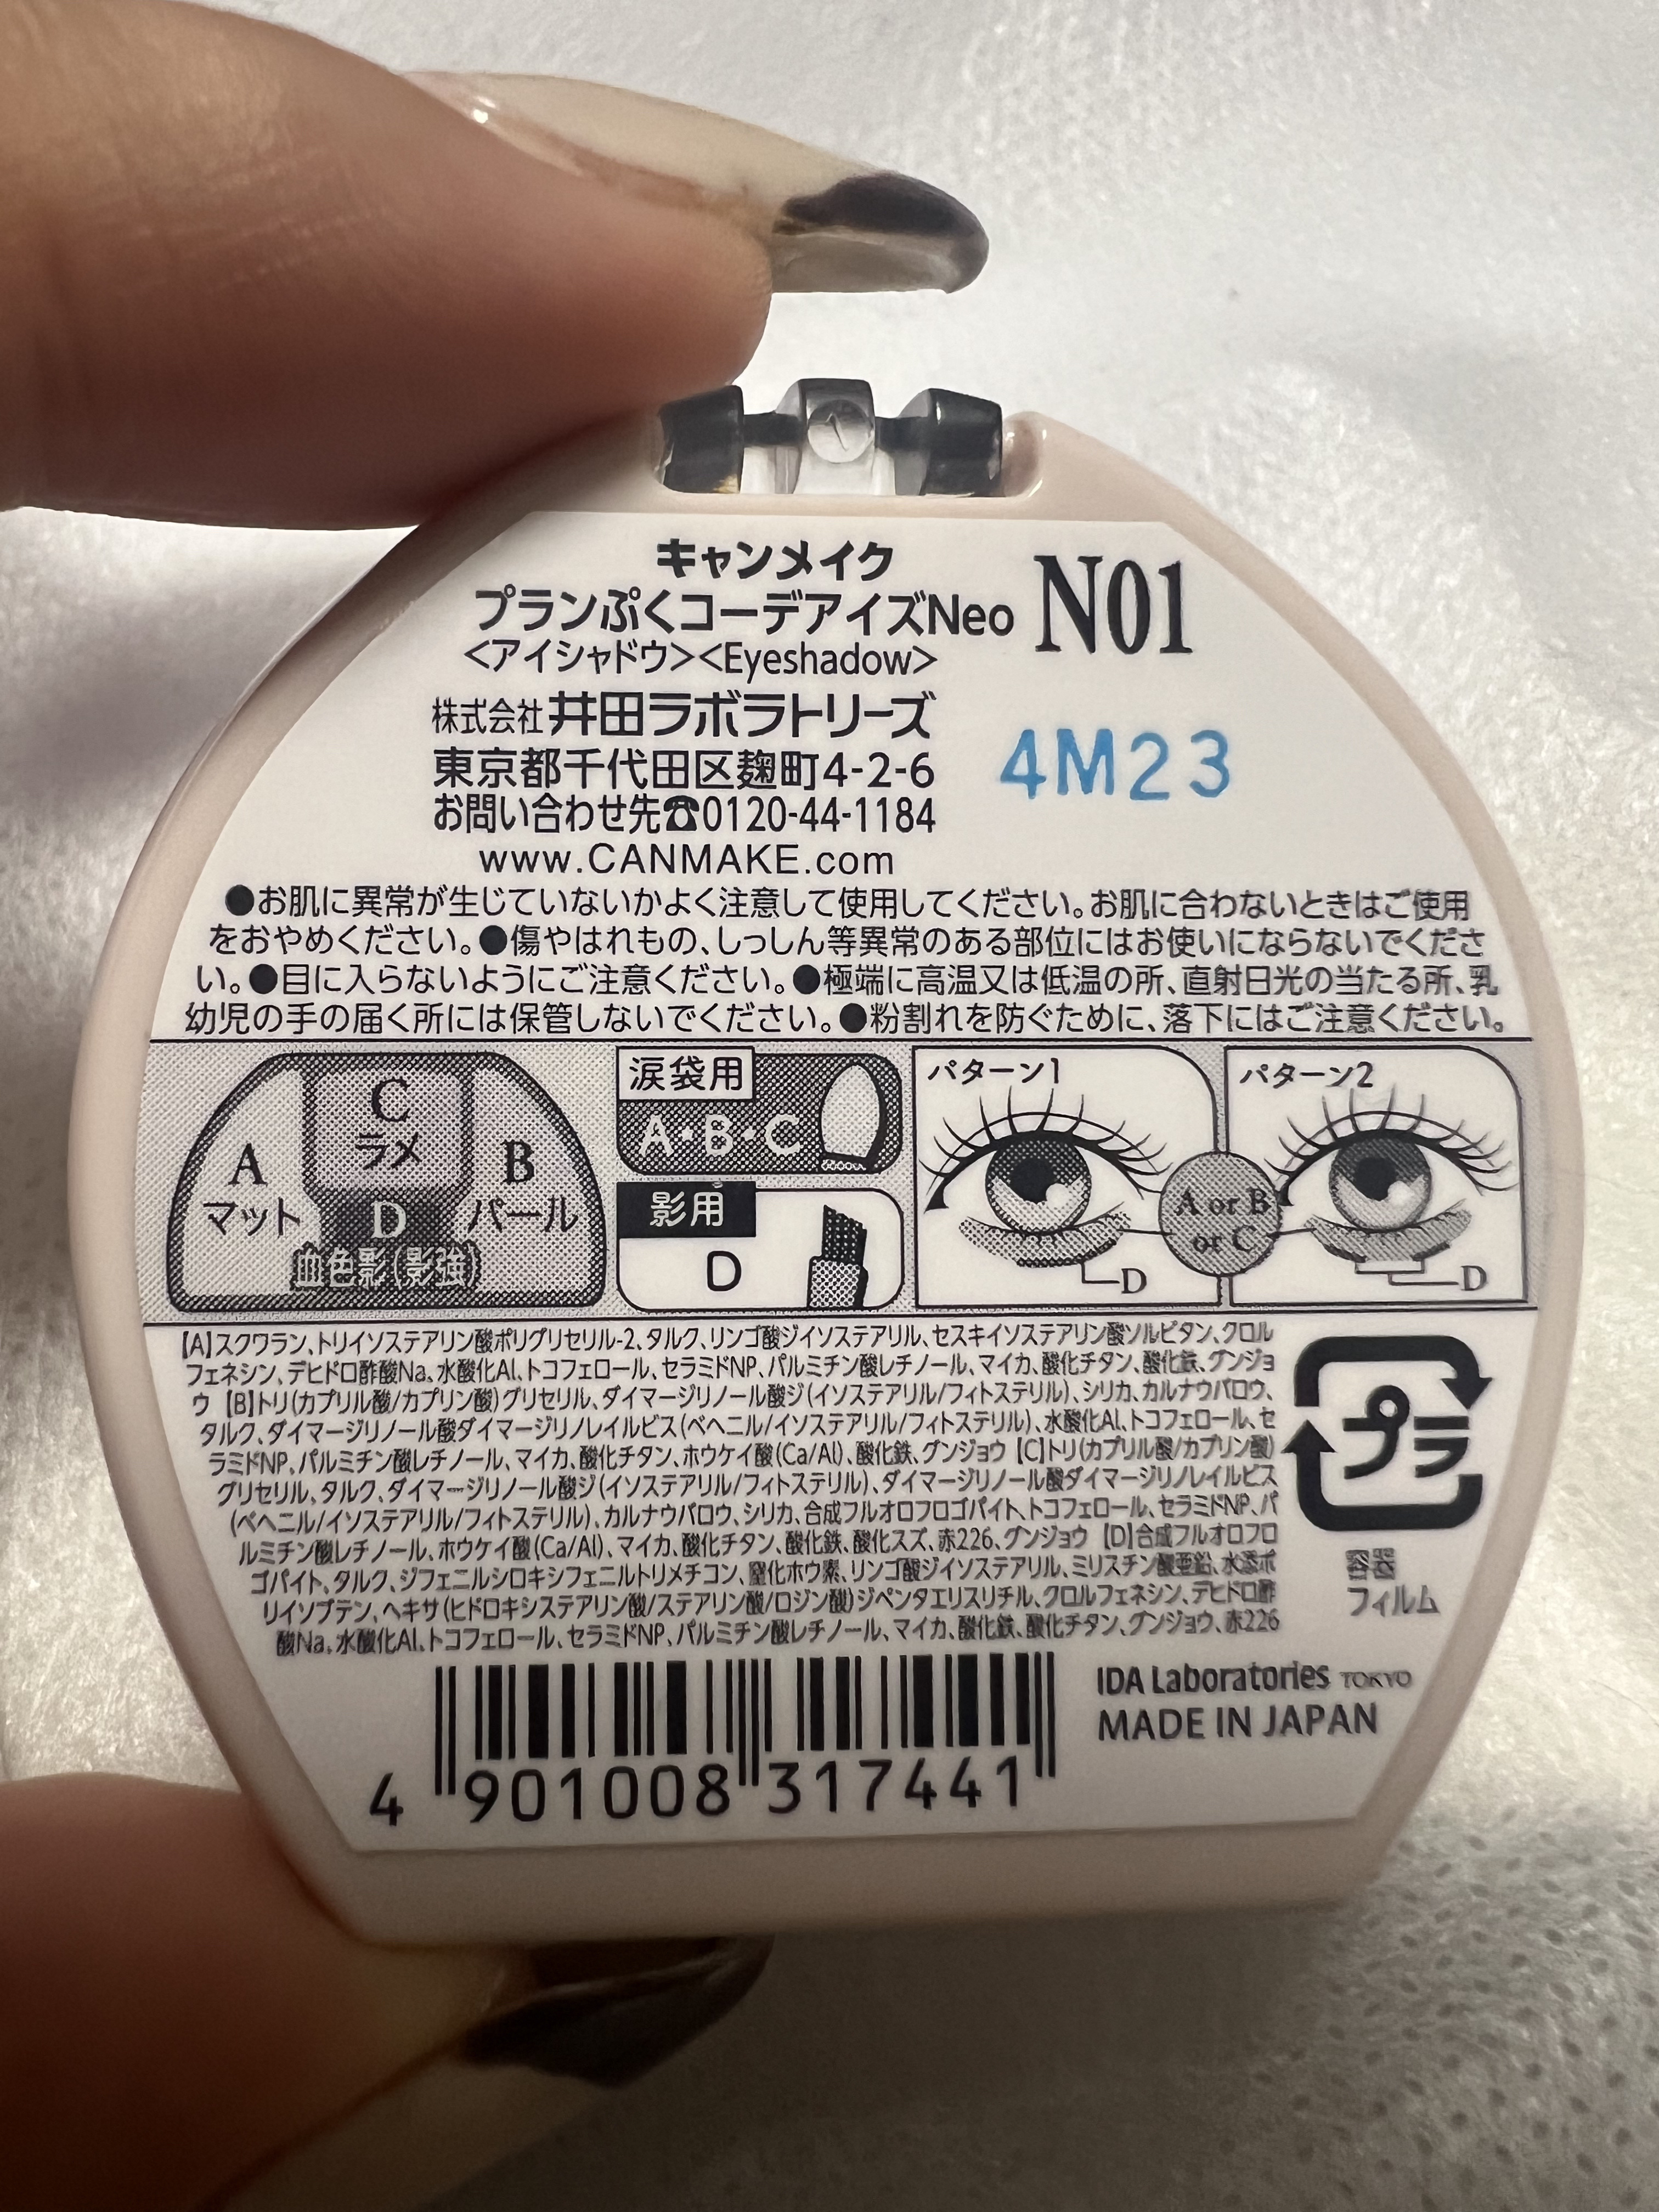 キャンメイク
プランぷくコーデアイズNeo N01
<アイシャドウ><Eyeshadow>
株式会社 井田ラボラトリーズ
東京都千代田区麹町4-2-6
4M23
お問い合わせ先☎0120-44-1184
www.CANMAKE.com
●お肌に異常が生じていないかよく注意して使用してください。お肌に合わないときはご使用
をおやめください。●傷やはれもの、しっしん等異常のある部位にはお使いにならないでくださ
い。●目に入らないようにご注意ください。●極端に高温又は低温の所、直射日光の当たる所、乳
幼児の手の届く所には保管しないでください。●粉割れを防ぐために、落下にはご注意ください。
C
ラメ
A
マット
B
パール
D
血色影(影強)
涙袋用
A・B・C
影用
D
パターン1
D
A or B
or C
パターン2
D
【A】スクワラン、トリイソステアリン酸ポリグリセリル-2、タルク、リンゴ酸ジイソステアリル、セスキイソステアリン酸ソルビタン、クロル
フェネシン、デヒドロ酢酸Na、水酸化Al、トコフェロール、セラミドNP、パルミチン酸レチノール、マイカ、酸化チタン、酸化鉄、グンジョ
ウ 【B】トリ(カプリル酸/カプリン酸)グリセリル、ダイマージリノール酸ジ(イソステアリル/フィトステリル)、シリカ、カルナウバロウ、
タルク、ダイマージリノール酸ダイマージリノレイルビス(ベヘニル/イソステアリル/フィトステリル)、水酸化Al、トコフェロール、セ
ラミドNP、パルミチン酸レチノール、マイカ、酸化チタン、ホウケイ酸(Ca/Al)、酸化鉄、グンジョウ 【C】トリ(カプリル酸/カプリン酸)
グリセリル、タルク、ダイマージリノール酸ジ(イソステアリル/フィトステリル)、ダイマージリノール酸ダイマージリノレイルビス
(ベヘニル/イソステアリル/フィトステリル)、カルナウバロウ、シリカ、合成フルオロフロゴパイト、トコフェロール、セラミドNP、パ
ルミチン酸レチノール、ホウケイ酸(Ca/Al)、マイカ、酸化チタン、酸化鉄、酸化スズ、赤226、グンジョウ 【D】合成フルオロフロ
ゴパイト、タルク、ジフェニルシロキシフェニルトリメチコン、窒化ホウ素、リンゴ酸ジイソステアリル、ミリスチン酸亜鉛、水添ポ
リイソブテン、ヘキサ(ヒドロキシステアリン酸/ステアリン酸/ロジン酸)ジペンタエリスリチル、クロルフェネシン、デヒドロ酢
酸Na、水酸化Al、トコフェロール、セラミドNP、パルミチン酸レチノール、マイカ、酸化鉄、酸化チタン、グンジョウ、赤226
プラ
容器
フィルム
IDA Laboratories TOKYO
MADE IN JAPAN
4 901008 317441